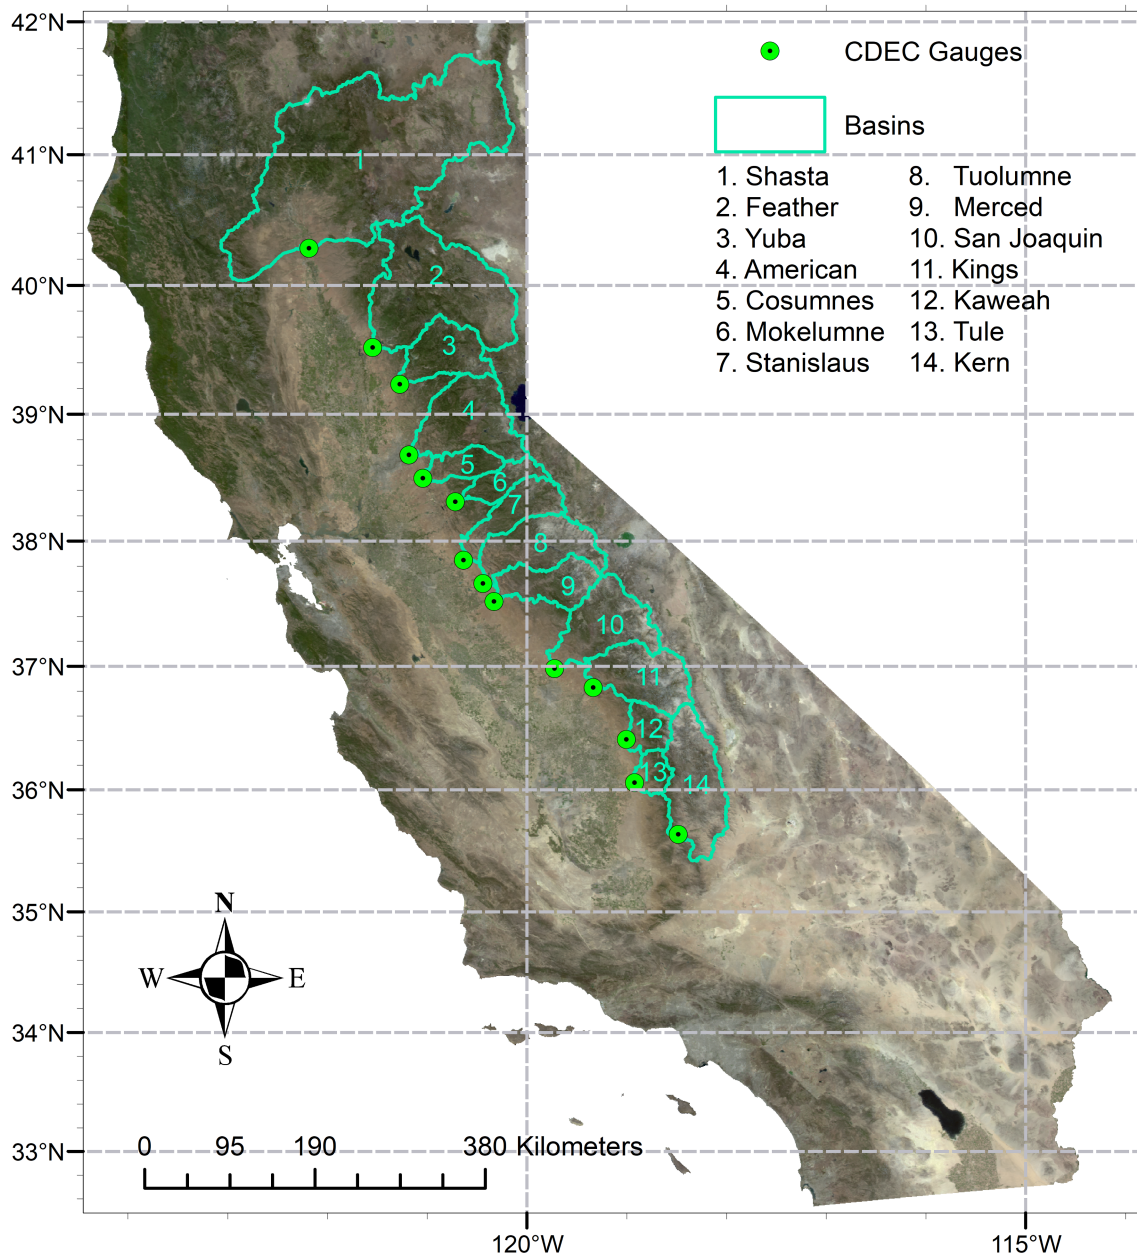 42°N
CDEC Gauges
Basins
41°N
1
1. Shasta
8. Tuolumne
2. Feather
9. Merced
3. Yuba
10. San Joaquin
4. American
11. Kings
5. Cosumnes
12. Kaweah
6. Mokelumne
13. Tule
7. Stanislaus
14. Kern
2
40°N
3
4
39°N
5
6
7
38°N
8
9
10
37°N
11
12
13
14
36°N
35°N
N
W
E
S
34°N
33°N
0 95 190 380 Kilometers
120°W
115°W